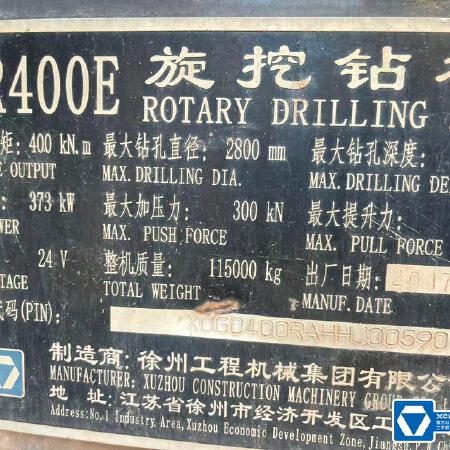 R400E 旋挖钻
ROTARY DRILLING
矩: 400 kN.m 最大钻孔直径: 2800 mm 最大钻孔深度:
E OUTPUT MAX. DRILLING DIA. MAX. DRILLING DE
373 kW 最大加压力: 300 kN 最大提升力:
WER MAX. PUSH FORCE MAX. PULL FORCE
24 V 整机质量: 115000 kg 出厂日期: 2017
TAGE TOTAL WEIGHT MANUF. DATE
代码(PIN):
制造商: 徐州工程机械集团有限公
MANUFACTURER: XUZHOU CONSTRUCTION MACHINERY GROUP
地 址: 江苏省徐州市经济开发区工
Address:No.1 Industry Area, Xuzhou Economic Development Zone, Jiangsu,